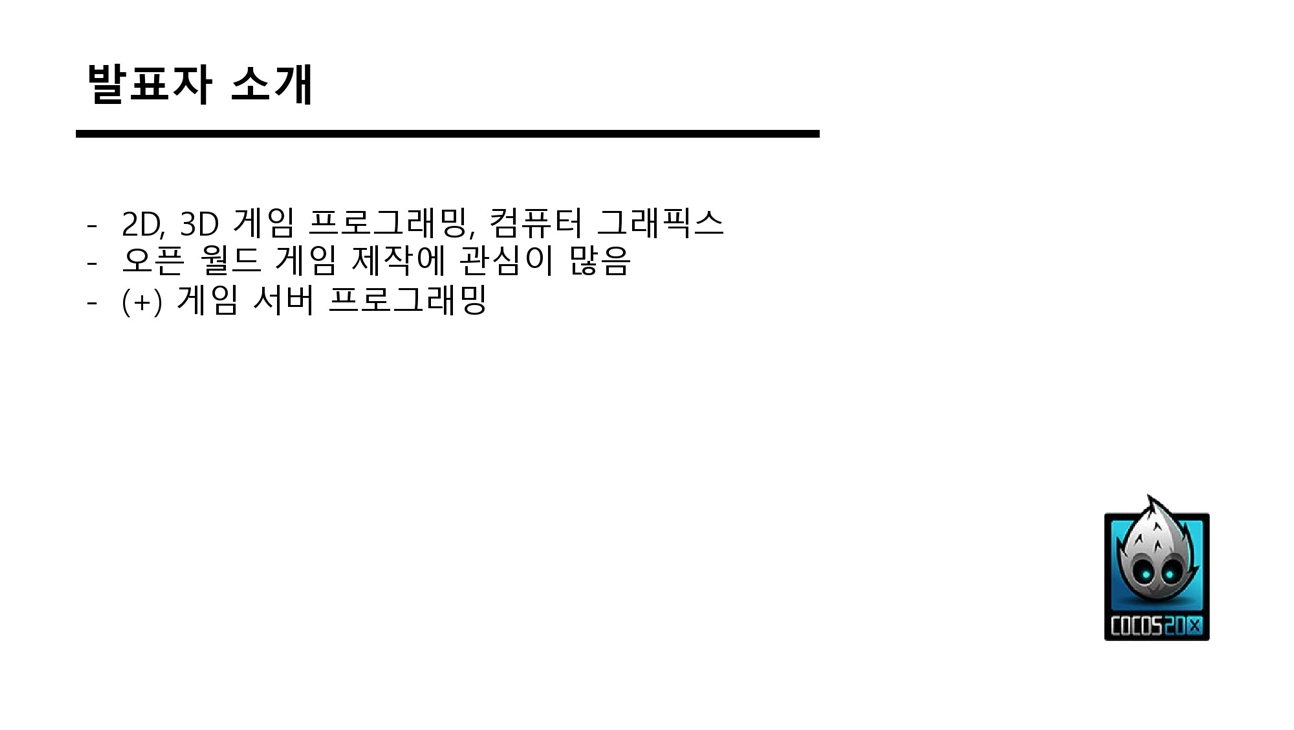 발표자 소개
- 2D, 3D 게임 프로그래밍, 컴퓨터 그래픽스
- 오픈 월드 게임 제작에 관심이 많음
- (+) 게임 서버 프로그래밍
COCOS2DX